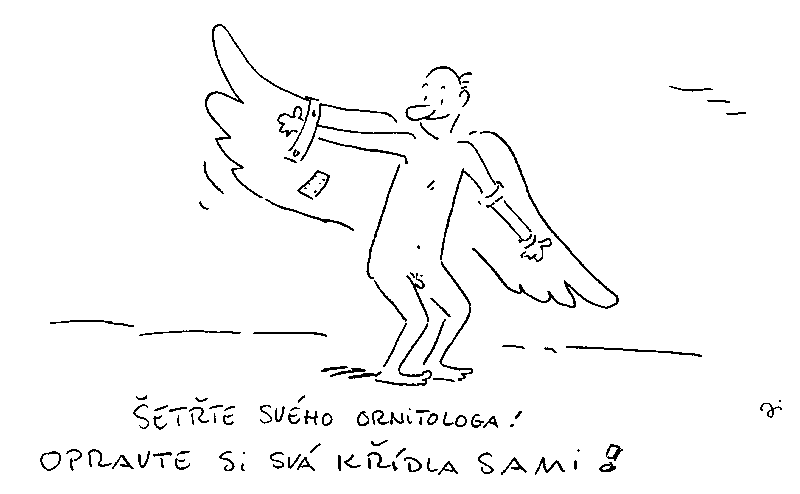 ŠETŘTE SVÉHO ORNITOLOGA!
OPRAVTE SI SVÁ KŘÍDLA SAMI!